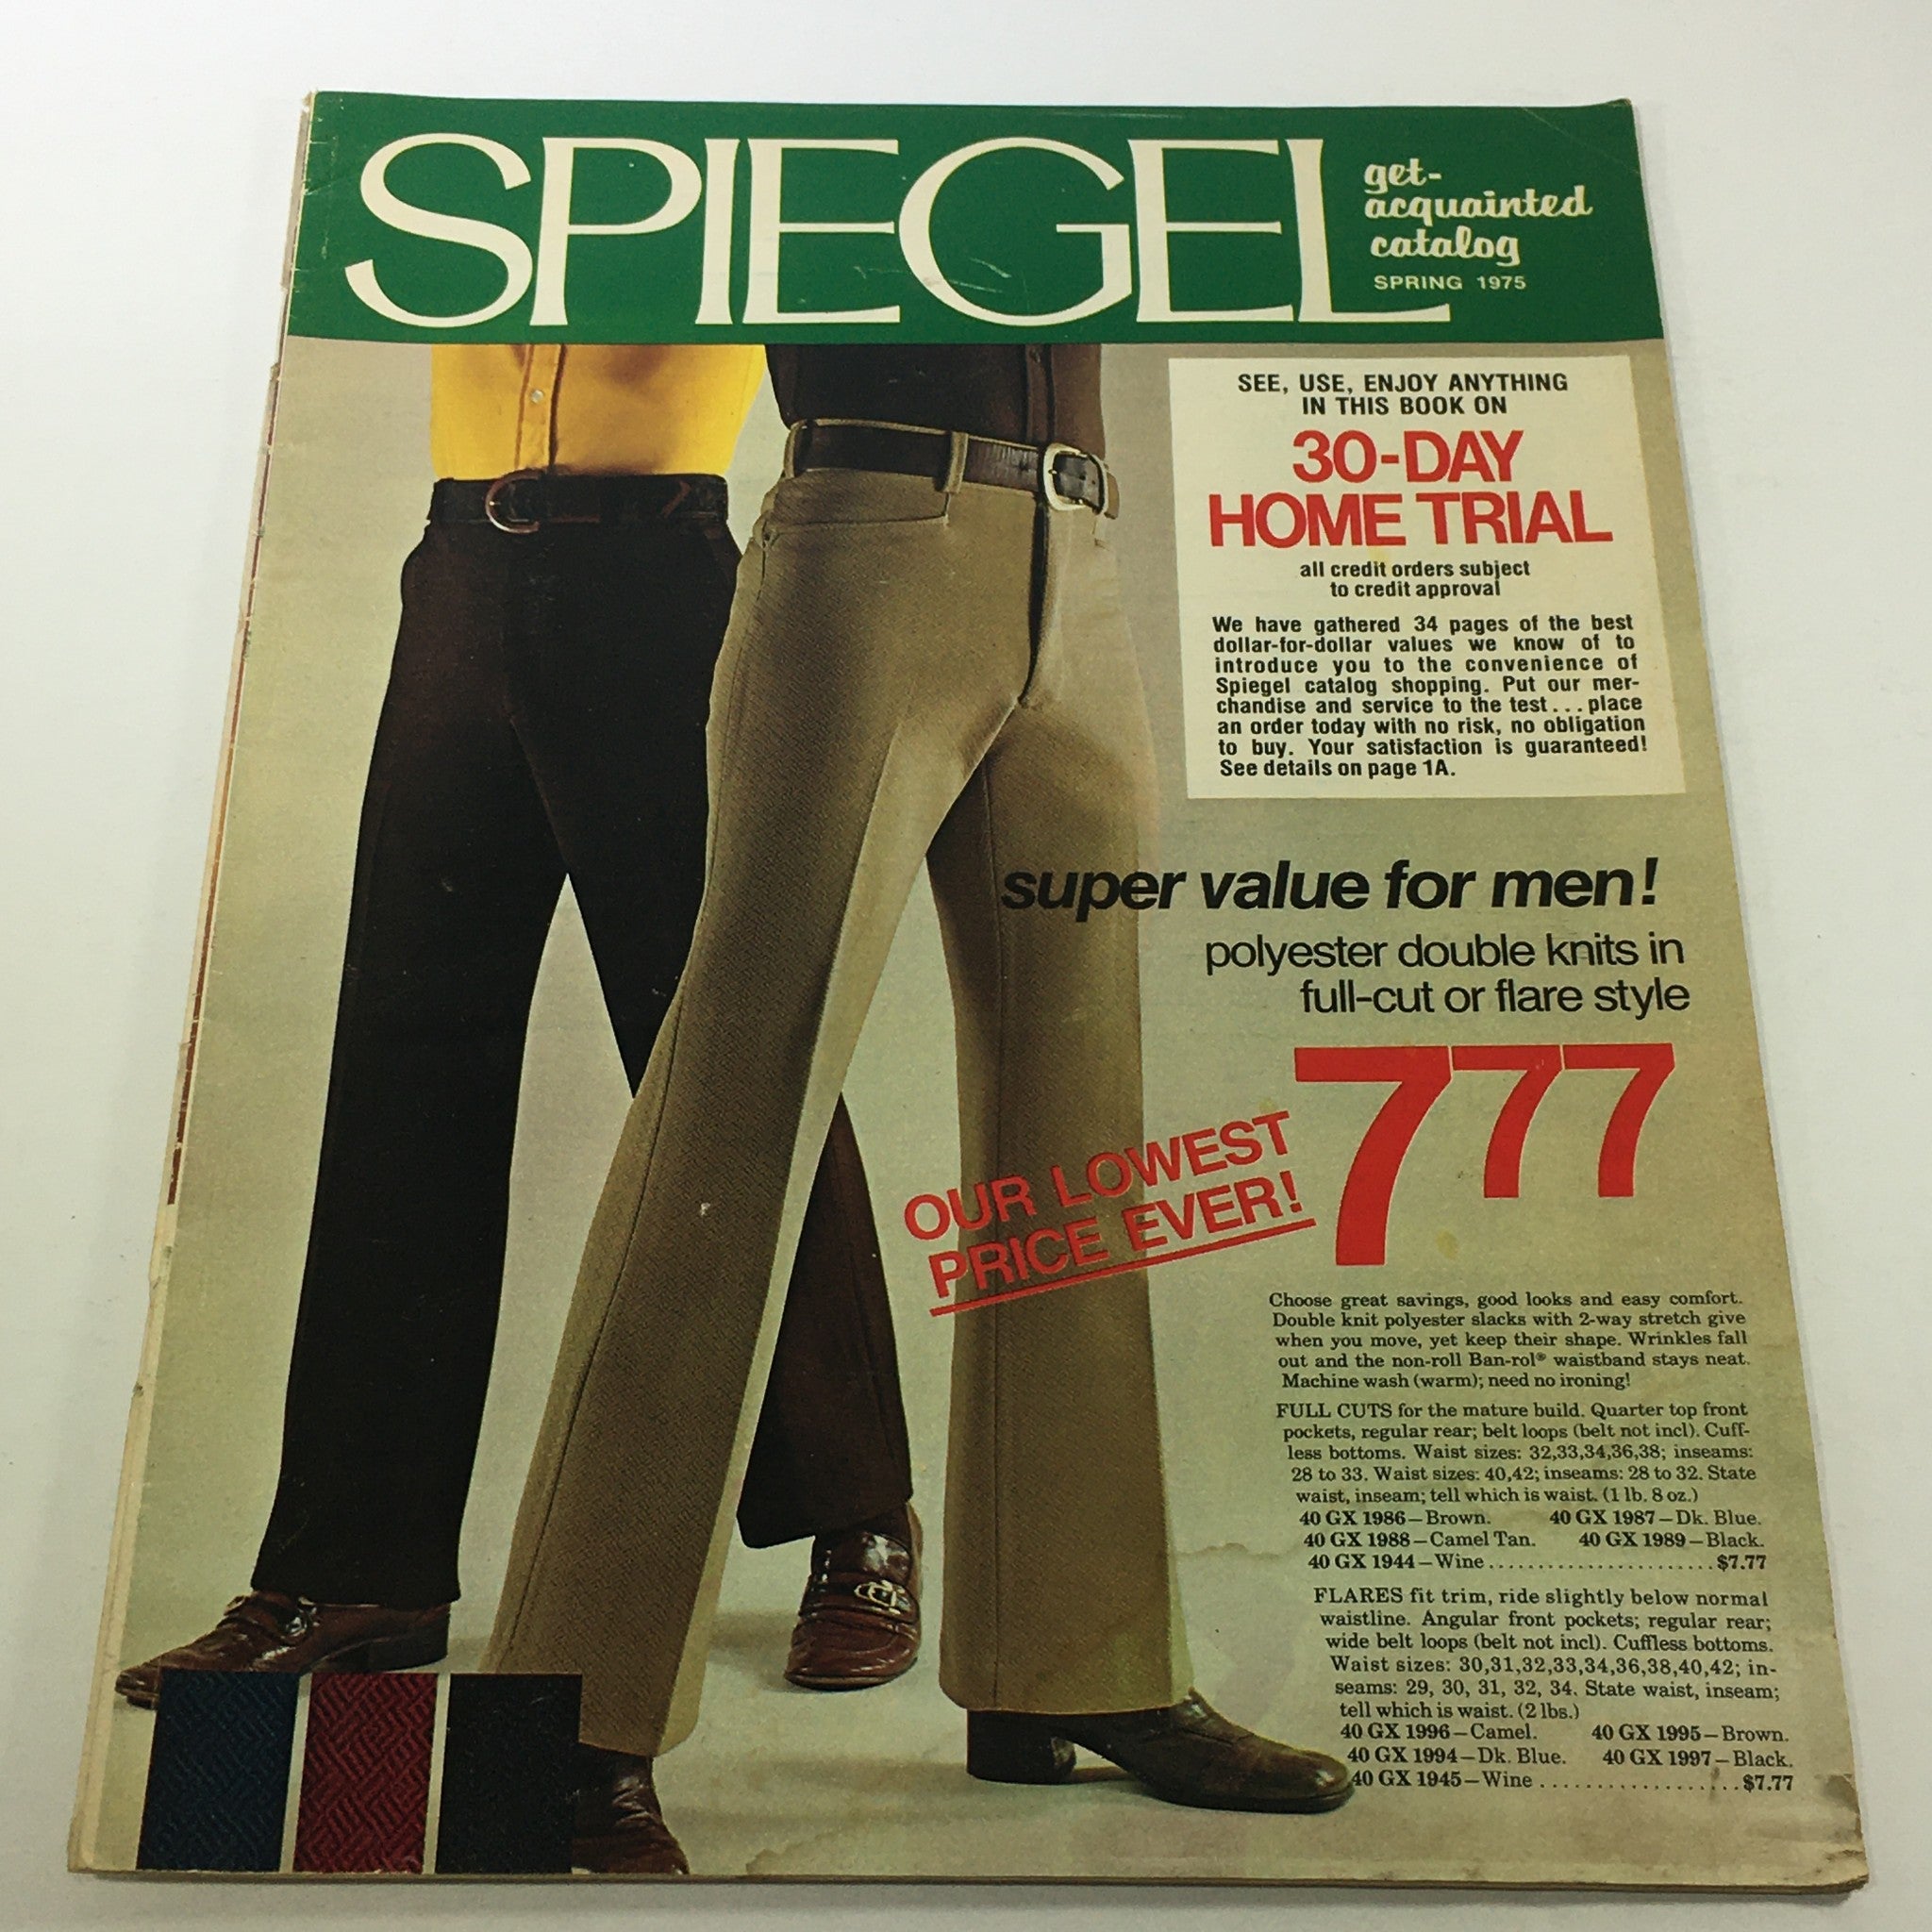 SPIEGEL
get-
acquainted
catalog
SPRING 1975
SEE, USE, ENJOY ANYTHING
IN THIS BOOK ON
30-DAY
HOME TRIAL
all credit orders subject
to credit approval
We have gathered 34 pages of the best
dollar-for-dollar values we know of to
introduce you to the convenience of
Spiegel catalog shopping. Put our mer-
chandise and service to the test...place
an order today with no risk, no obligation
to buy. Your satisfaction is guaranteed!
See details on page 1A.
super value for men!
polyester double knits in
full-cut or flare style
OUR LOWEST
PRICE EVER!
777
Choose great savings, good looks and easy comfort.
Double knit polyester slacks with 2-way stretch give
when you move, yet keep their shape. Wrinkles fall
out and the non-roll Ban-rol® waistband stays neat.
Machine wash (warm); need no ironing!
FULL CUTS for the mature build. Quarter top front
pockets, regular rear; belt loops (belt not incl). Cuff-
less bottoms. Waist sizes: 32,33,34,36,38; inseams:
28 to 33. Waist sizes: 40,42; inseams: 28 to 32. State
waist, inseam; tell which is waist. (1 lb. 8 oz.)
40 GX 1986—Brown. 40 GX 1987—Dk. Blue.
40 GX 1988—Camel Tan. 40 GX 1989—Black.
40 GX 1944—Wine.......................$7.77
FLARES fit trim, ride slightly below normal
waistline. Angular front pockets; regular rear;
wide belt loops (belt not incl). Cuffless bottoms.
Waist sizes: 30,31,32,33,34,36,38,40,42; in-
seams: 29, 30, 31, 32, 34. State waist, inseam;
tell which is waist. (2 lbs.)
40 GX 1996—Camel. 40 GX 1995—Brown.
40 GX 1994—Dk. Blue. 40 GX 1997—Black.
40 GX 1945—Wine....................$7.77